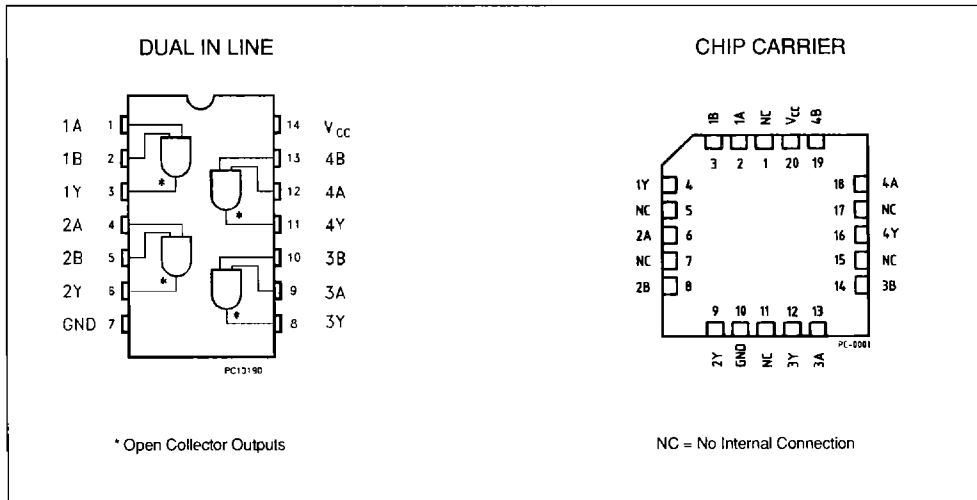 DUAL IN LINE
1A 1 14 VCC
1B 2 13 4B
1Y 3 12 4A
2A 4 11 4Y
2B 5 10 3B
2Y 6 9 3A
GND 7 8 3Y
* * * *
PC13190
* Open Collector Outputs
CHIP CARRIER
1B 1A NC VCC 4B
3 2 1 20 19
1Y 4 18 4A
NC 5 17 NC
2A 6 16 4Y
NC 7 15 NC
2B 8 14 3B
9 10 11 12 13
PC-0001
2Y GND NC 3Y 3A
NC = No Internal Connection